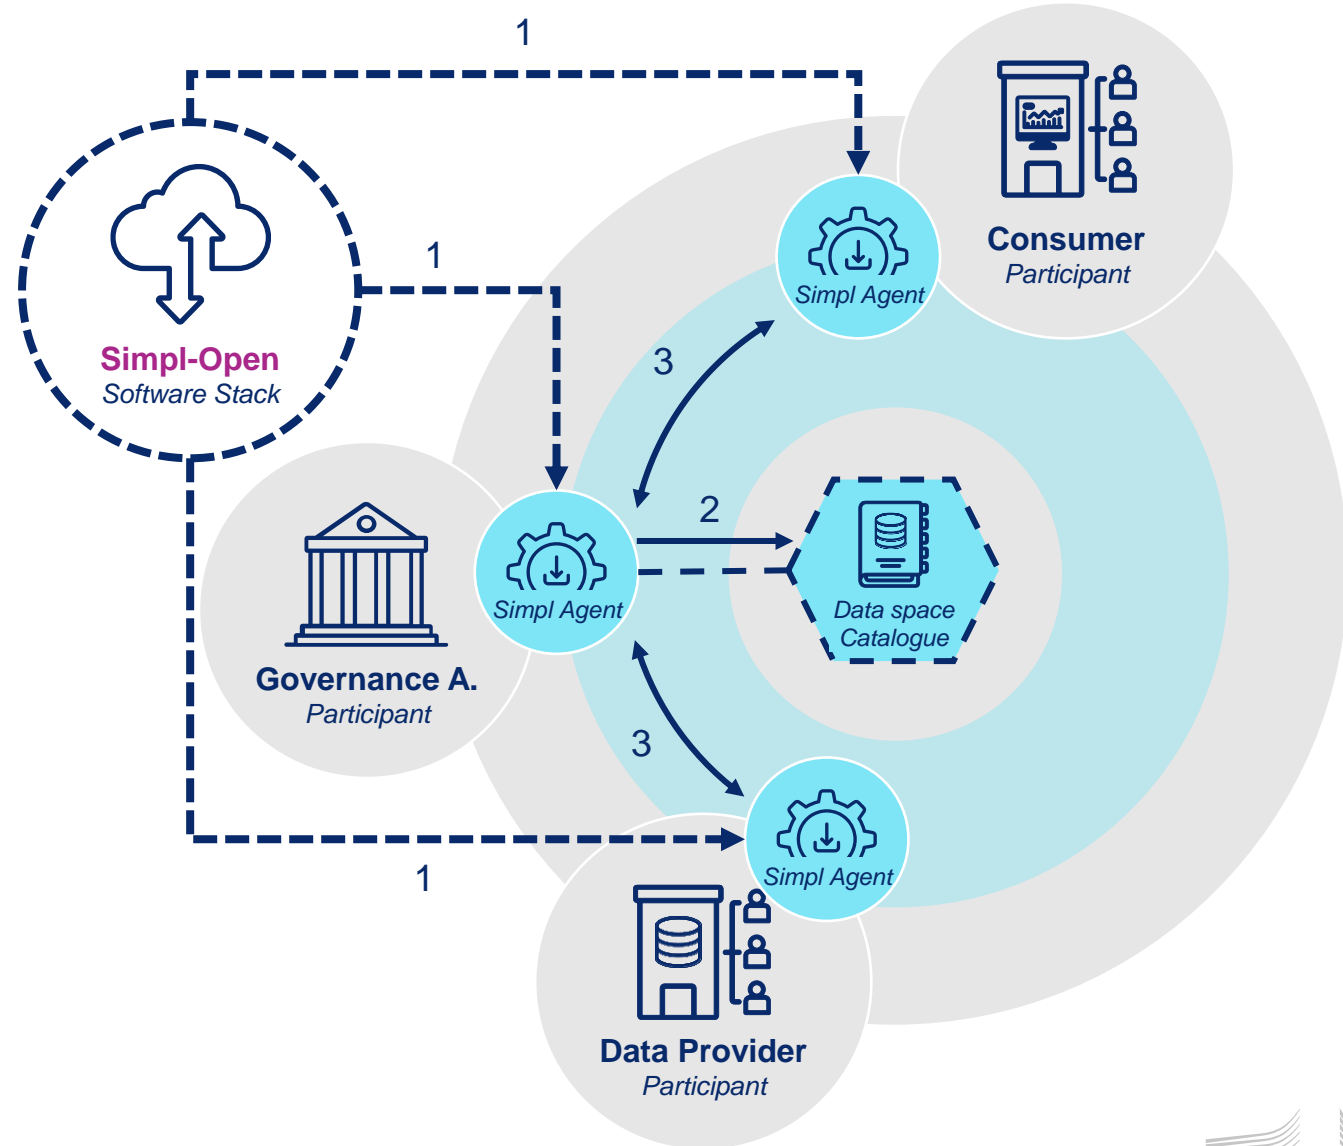 1
Consumer
Participant
Simpl Agent
1
Simpl-Open
Software Stack
3
2
Simpl Agent
Data space
Catalogue
Governance A.
Participant
3
1
Simpl Agent
Data Provider
Participant